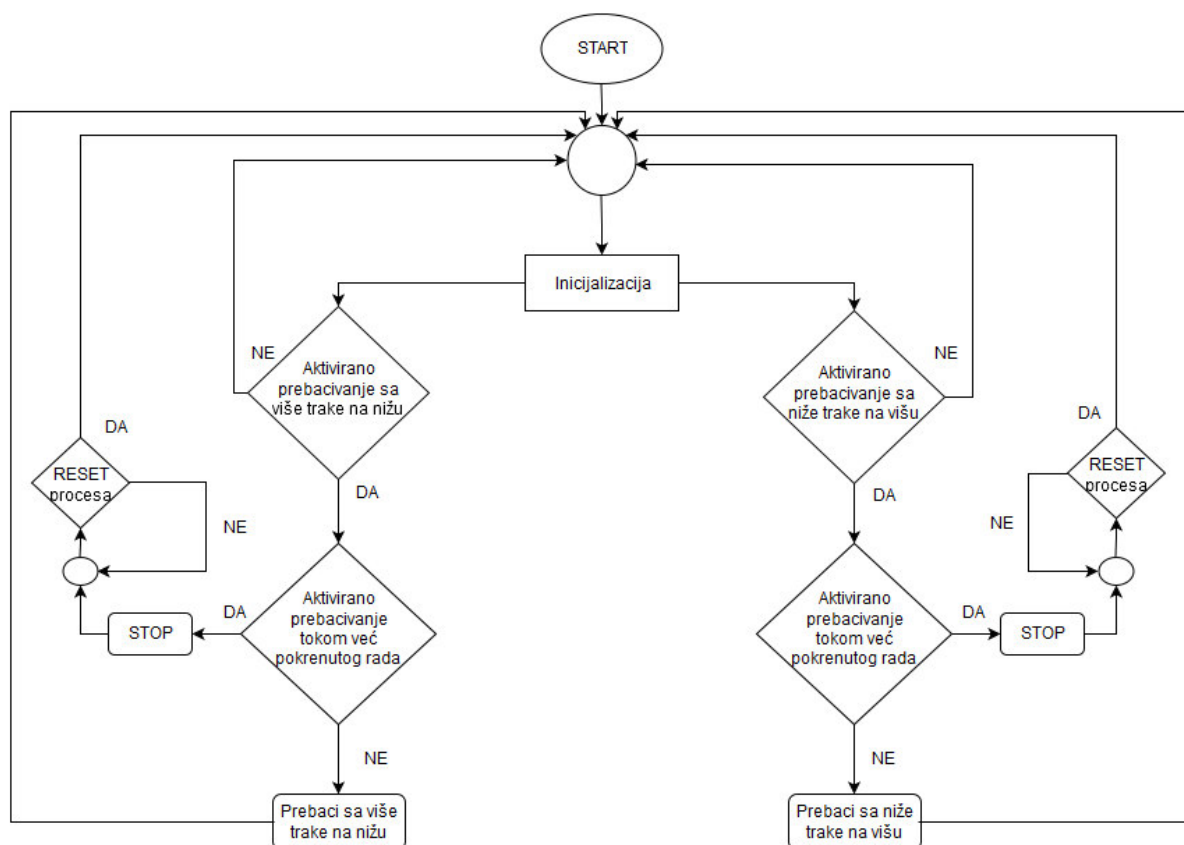 START
Inicijalizacija
NE
Aktivirano
prebacivanje sa
više trake na nižu
Aktivirano
prebacivanje sa
niže trake na višu
NE
DA
RESET
procesa
DA
RESET
procesa
DA
DA
NE
NE
Aktivirano
prebacivanje
tokom već
pokrenutog rada
Aktivirano
prebacivanje
tokom već
pokrenutog rada
DA
STOP
DA
STOP
NE
NE
Prebaci sa više
trake na nižu
Prebaci sa niže
trake na višu